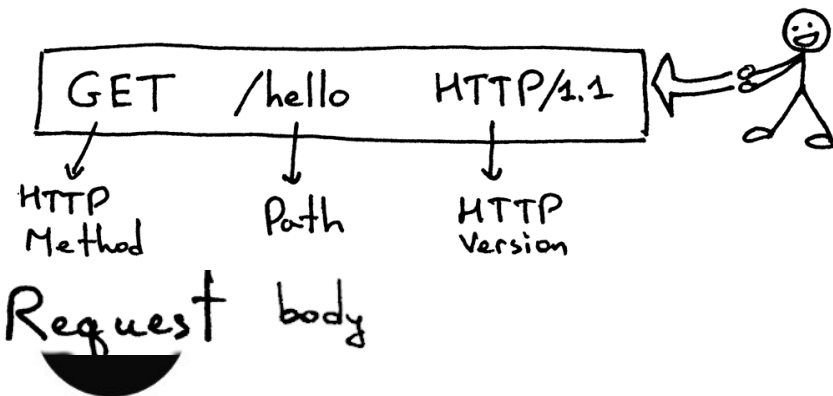 GET /hello HTTP/1.1
HTTP Method
Path
HTTP Version
Request body